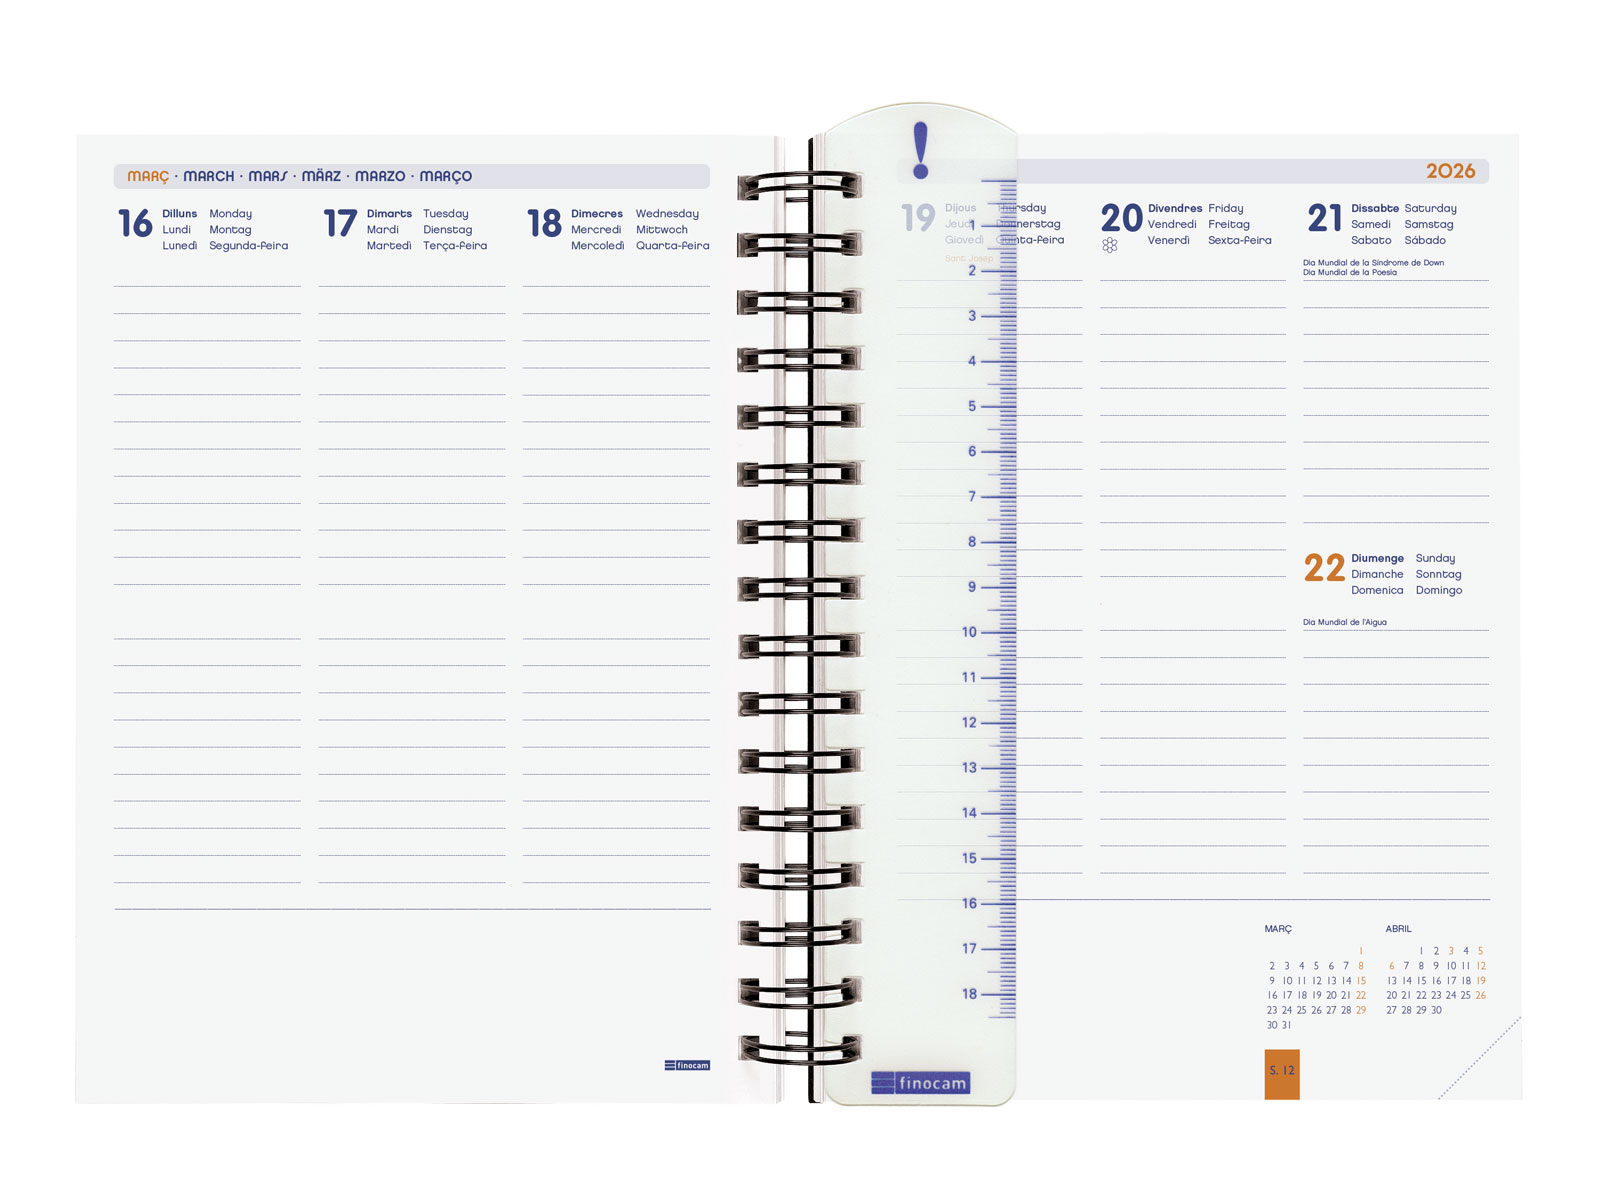 MARÇ · MARCH · MARS · MÄRZ · MARZO · MARÇO
16 Dilluns Monday
Lundi Montag
Lunedì Segunda-feira
17 Dimarts Tuesday
Mardi Dienstag
Martedì Terça-feira
18 Dimecres Wednesday
Mercredi Mittwoch
Mercoledì Quarta-feira
finocam
!
1
2
3
4
5
6
7
8
9
10
11
12
13
14
15
16
17
18
finocam
2026
19 Dijous Thursday
Jeudi Donnerstag
Giovedì Quinta-feira
Sant Josep
20 Divendres Friday
Vendredi Freitag
Venerdì Sexta-feira
21 Dissabte Saturday
Samedi Samstag
Sabato Sábado
Dia Mundial de la Síndrome de Down
Dia Mundial de la Poesia
22 Diumenge Sunday
Dimanche Sonntag
Domenica Domingo
Dia Mundial de l'Aigua
MARÇ
1
2 3 4 5 6 7 8
9 10 11 12 13 14 15
16 17 18 19 20 21 22
23 24 25 26 27 28 29
30 31
ABRIL
1 2 3 4 5
6 7 8 9 10 11 12
13 14 15 16 17 18 19
20 21 22 23 24 25 26
27 28 29 30
S. 12